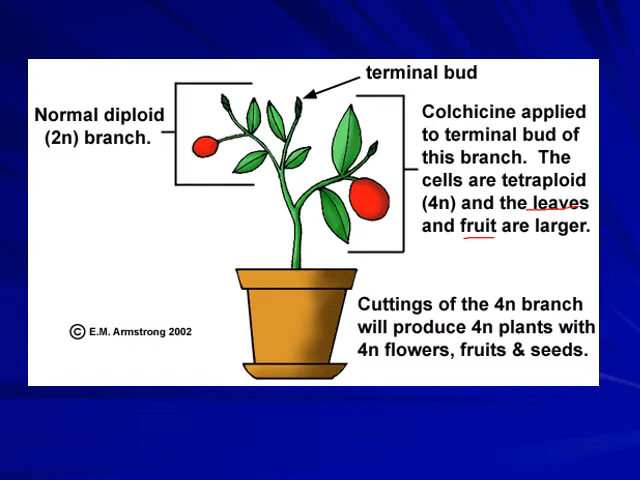 terminal bud
Normal diploid
(2n) branch.
Colchicine applied
to terminal bud of
this branch.  The
cells are tetraploid
(4n) and the leaves
and fruit are larger.
Cuttings of the 4n branch
will produce 4n plants with
4n flowers, fruits & seeds.
© E.M. Armstrong 2002